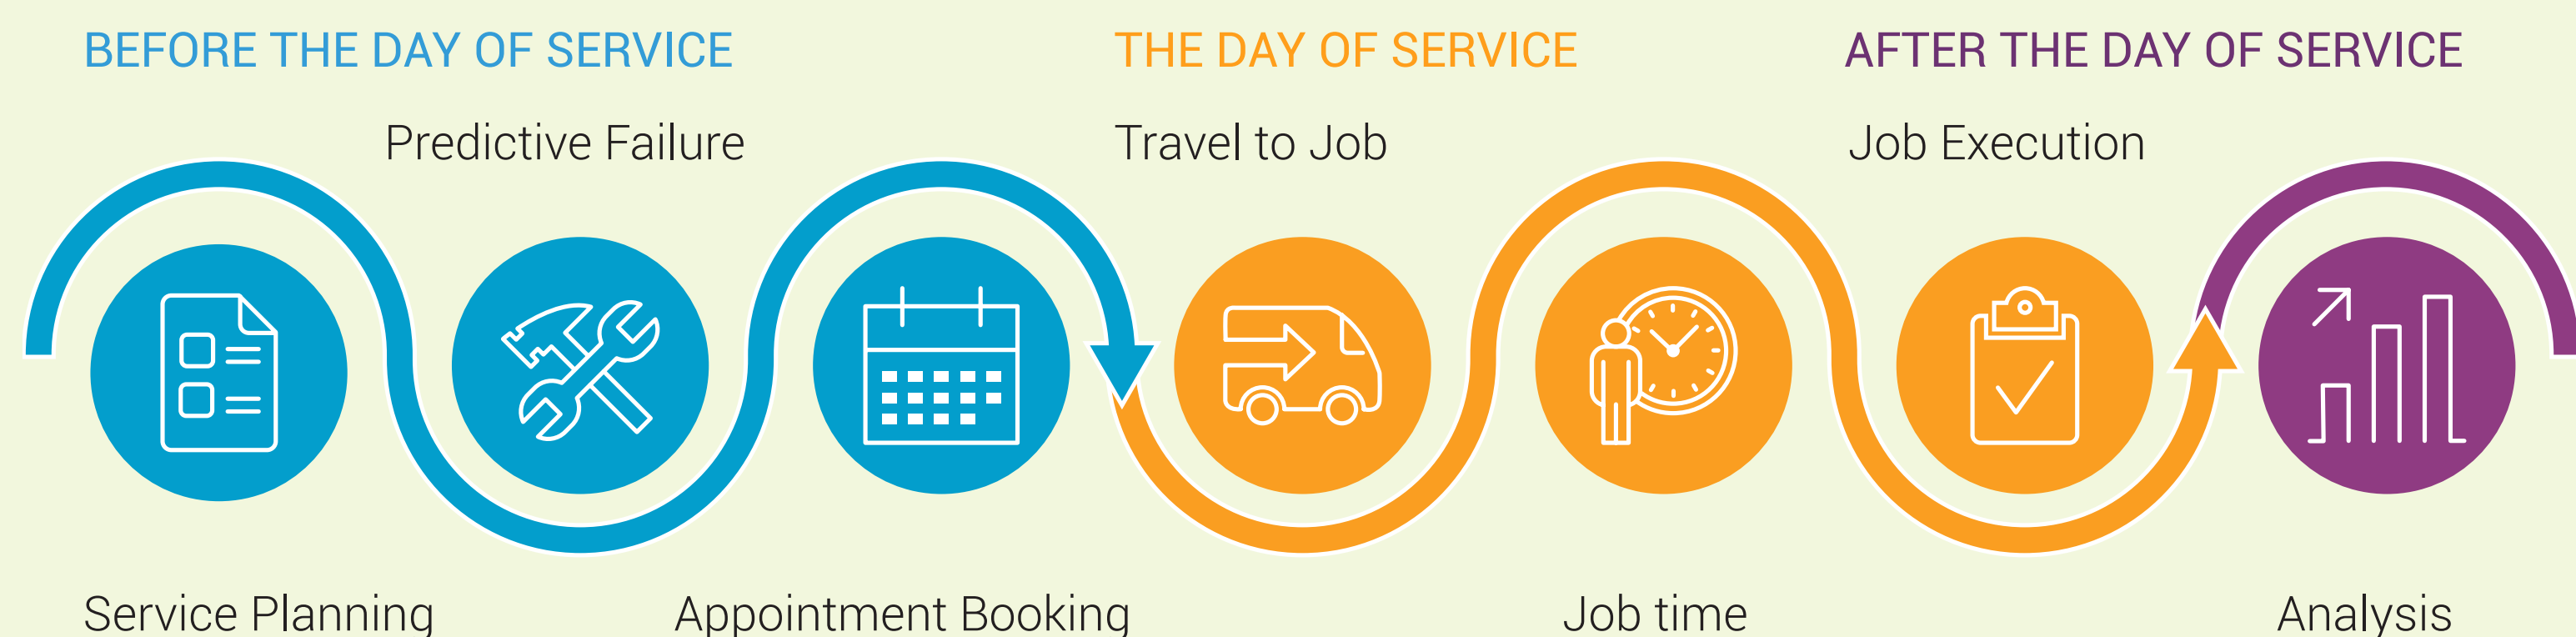 BEFORE THE DAY OF SERVICE
THE DAY OF SERVICE
AFTER THE DAY OF SERVICE
Predictive Failure
Travel to Job
Job Execution
Service Planning
Appointment Booking
Job time
Analysis